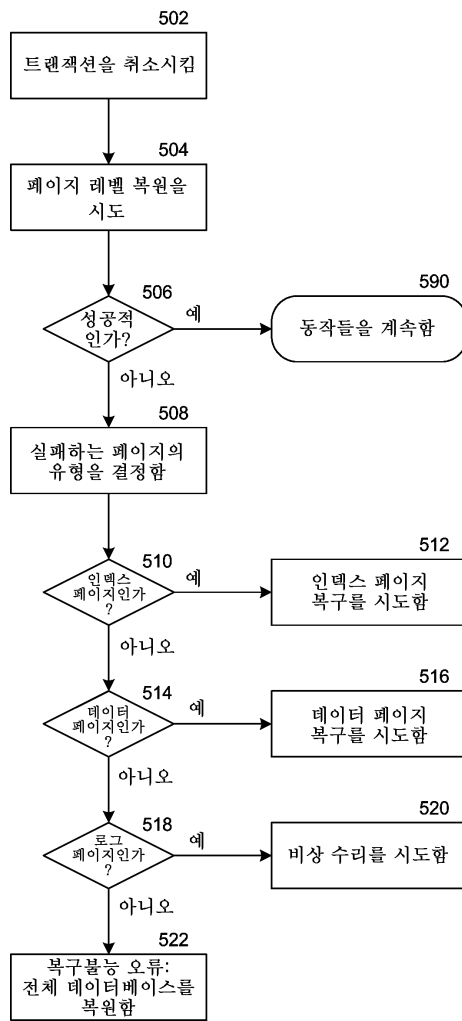 502
트랜잭션을 취소시킴
504
페이지 레벨 복원을
시도
506
성공적
인가?
예
590
동작들을 계속함
아니오
508
실패하는 페이지의
유형을 결정함
510
인덱스
페이지인가
?
예
512
인덱스 페이지
복구를 시도함
아니오
514
데이터
페이지인가
?
예
516
데이터 페이지
복구를 시도함
아니오
518
로그
페이지인가
?
예
520
비상 수리를 시도함
아니오
522
복구불능 오류:
전체 데이터베이스를
복원함